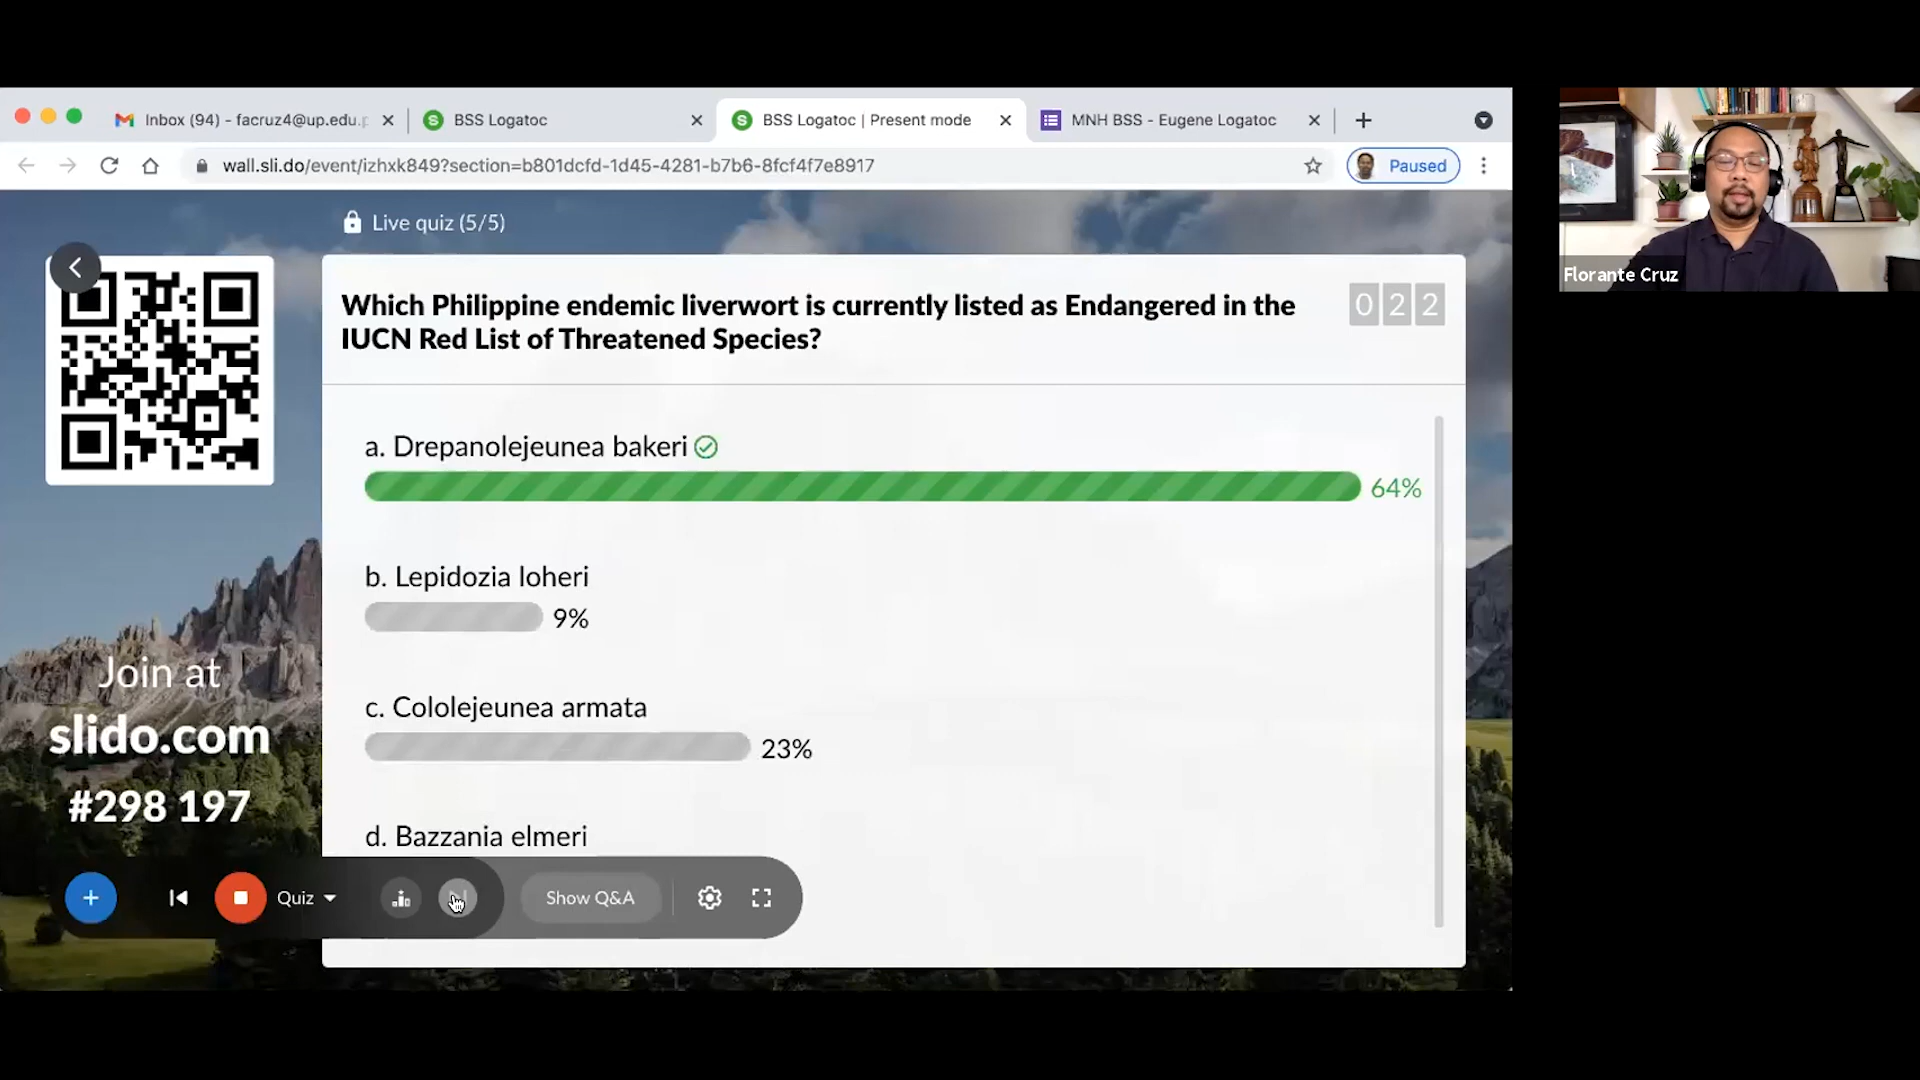 Inbox (94) - facruz4@up.edu.p
BSS Logatoc
BSS Logatoc | Present mode
MNH BSS - Eugene Logatoc
wall.sli.do/event/izhxk849?section=b801dcfd-1d45-4281-b7b6-8fcf4f7e8917
Paused
Live quiz (5/5)
Which Philippine endemic liverwort is currently listed as Endangered in the
IUCN Red List of Threatened Species?
022
a. Drepanolejeunea bakeri
64%
b. Lepidozia loheri
9%
c. Cololejeunea armata
23%
d. Bazzania elmeri
Join at
slido.com
#298 197
Quiz
Show Q&A
Florante Cruz